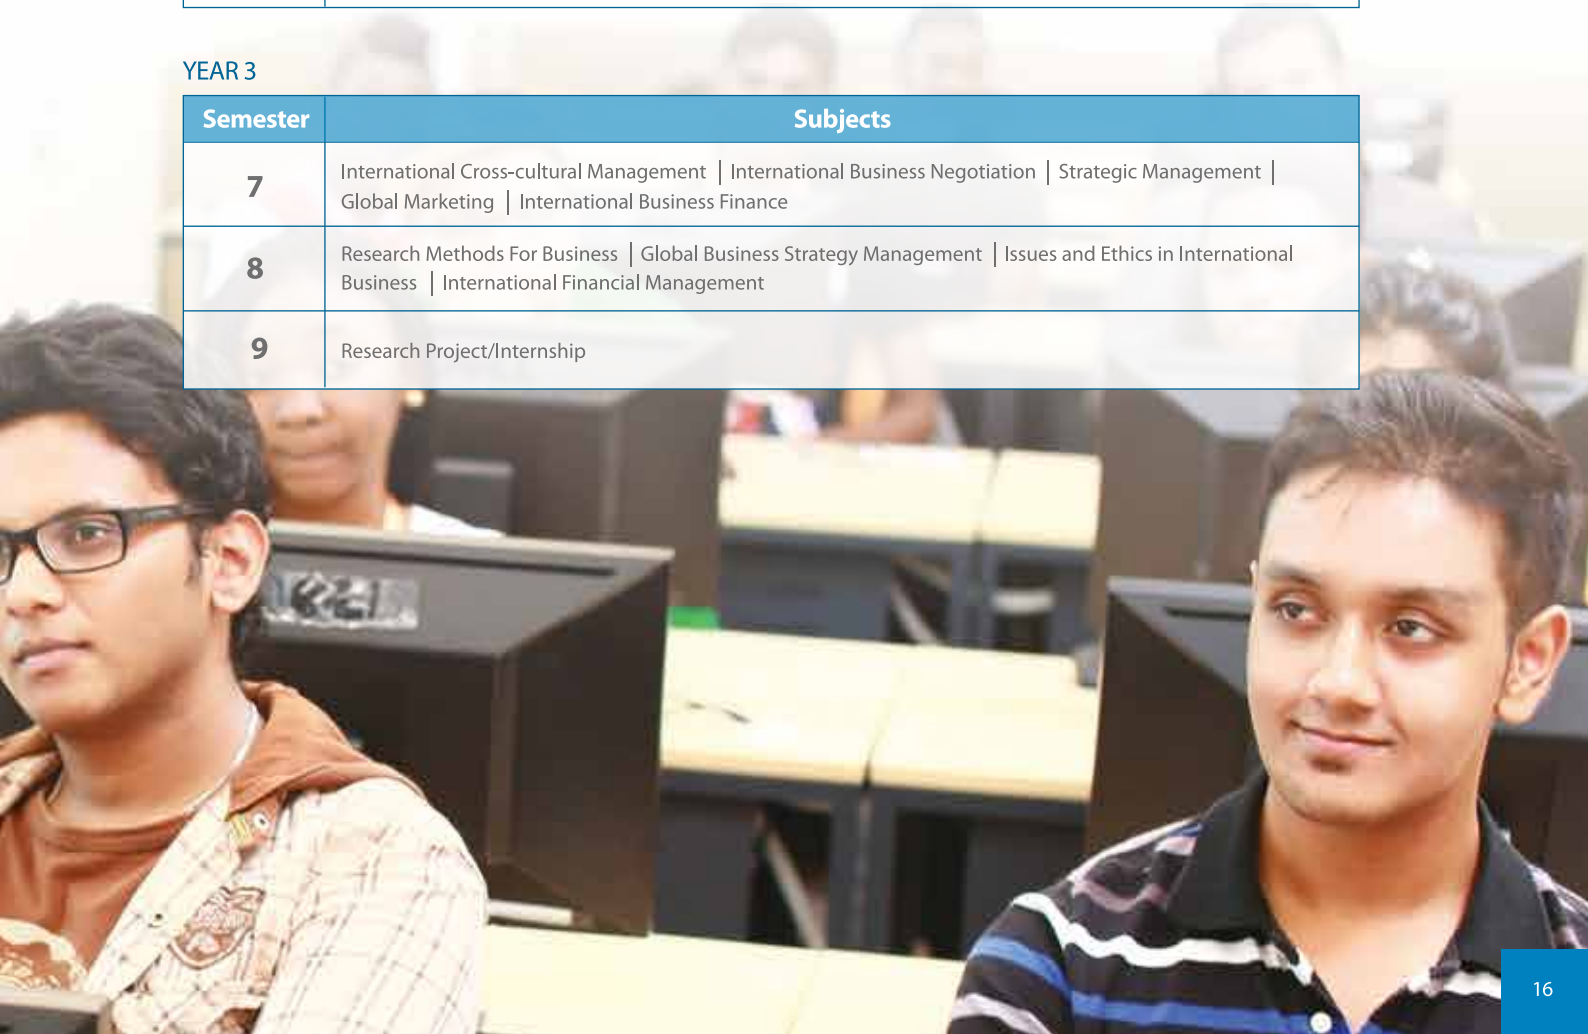 YEAR 3
Semester Subjects
7
International Cross-cultural Management | International Business Negotiation | Strategic Management |
Global Marketing | International Business Finance
8
Research Methods For Business | Global Business Strategy Management | Issues and Ethics in International
Business | International Financial Management
9
Research Project/Internship
16